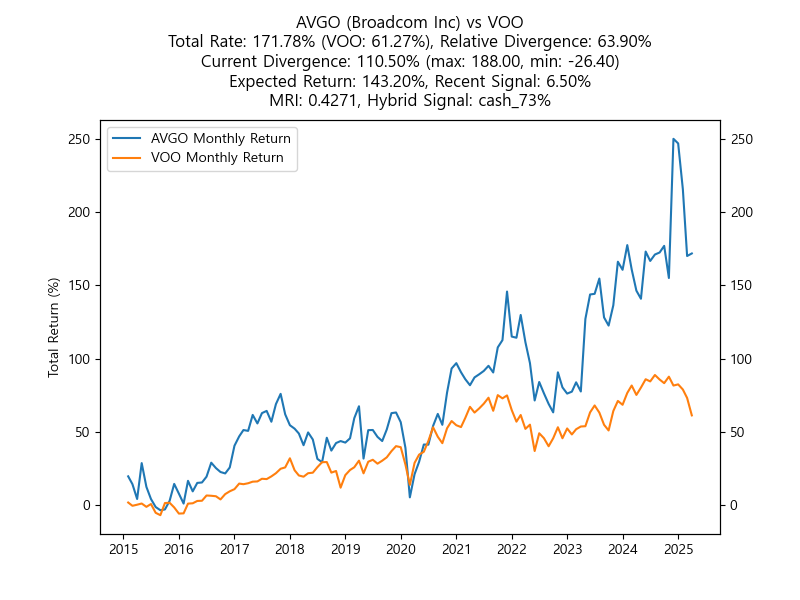 AVGO (Broadcom Inc) vs VOO
Total Rate: 171.78% (VOO: 61.27%), Relative Divergence: 63.90%
Current Divergence: 110.50% (max: 188.00, min: -26.40)
Expected Return: 143.20%, Recent Signal: 6.50%
MRI: 0.4271, Hybrid Signal: cash_73%
AVGO Monthly Return
VOO Monthly Return
Total Return (%)
250
200
150
100
50
0
250
200
150
100
50
0
2015 2016 2017 2018 2019 2020 2021 2022 2023 2024 2025